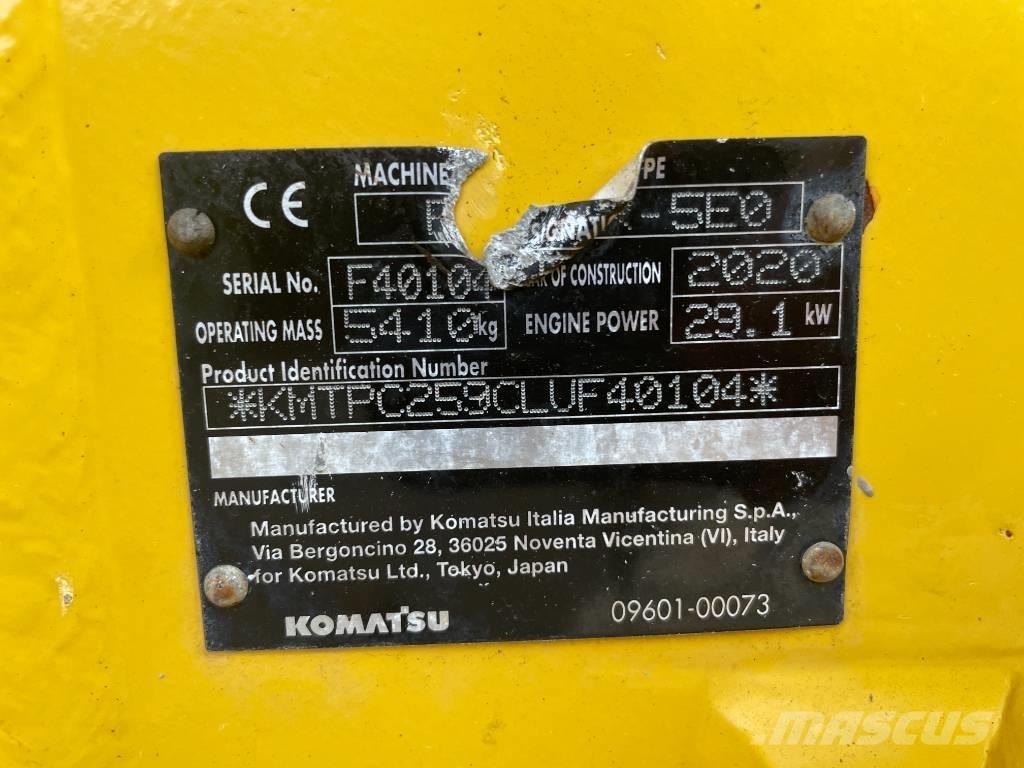 CE
MACHINE
-5E0
SERIAL No. F40104
OF CONSTRUCTION 2020
OPERATING MASS 5410 kg
ENGINE POWER 29.1 kW
Product Identification Number
*KMTPC259CLUF40104*
MANUFACTURER
Manufactured by Komatsu Italia Manufacturing S.p.A.,
Via Bergoncino 28, 36025 Noventa Vicentina (VI), Italy
for Komatsu Ltd., Tokyo, Japan
KOMATSU
09601-00073
MASCUS